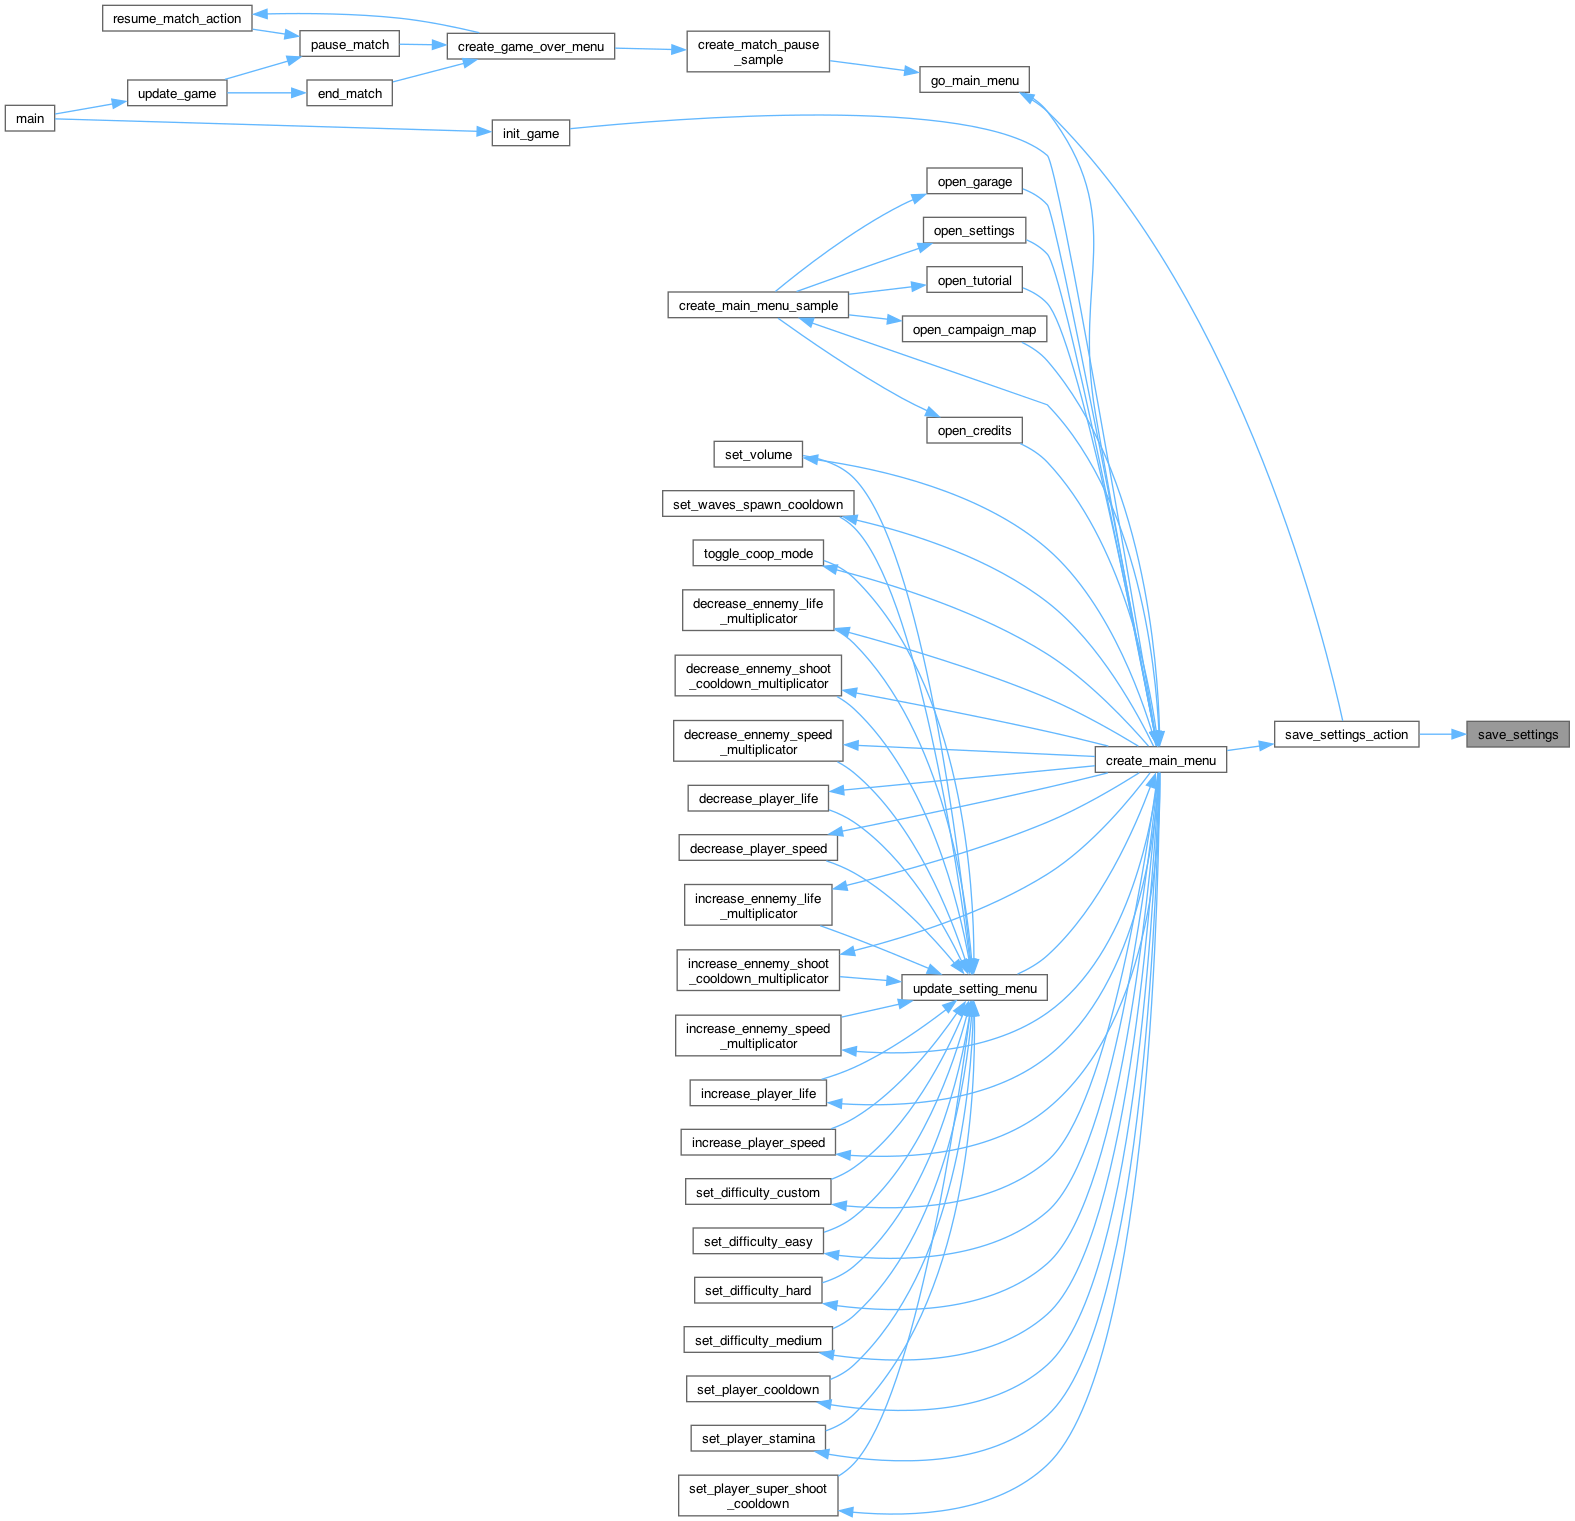 resume_match_action
pause_match
create_game_over_menu
create_match_pause
_sample
go_main_menu
update_game
end_match
main
init_game
open_garage
open_settings
open_tutorial
create_main_menu_sample
open_campaign_map
open_credits
set_volume
set_waves_spawn_cooldown
toggle_coop_mode
decrease_ennemy_life
_multiplicator
decrease_ennemy_shoot
_cooldown_multiplicator
decrease_ennemy_speed
_multiplicator
save_settings_action
save_settings
create_main_menu
decrease_player_life
decrease_player_speed
increase_ennemy_life
_multiplicator
increase_ennemy_shoot
_cooldown_multiplicator
update_setting_menu
increase_ennemy_speed
_multiplicator
increase_player_life
increase_player_speed
set_difficulty_custom
set_difficulty_easy
set_difficulty_hard
set_difficulty_medium
set_player_cooldown
set_player_stamina
set_player_super_shoot
_cooldown